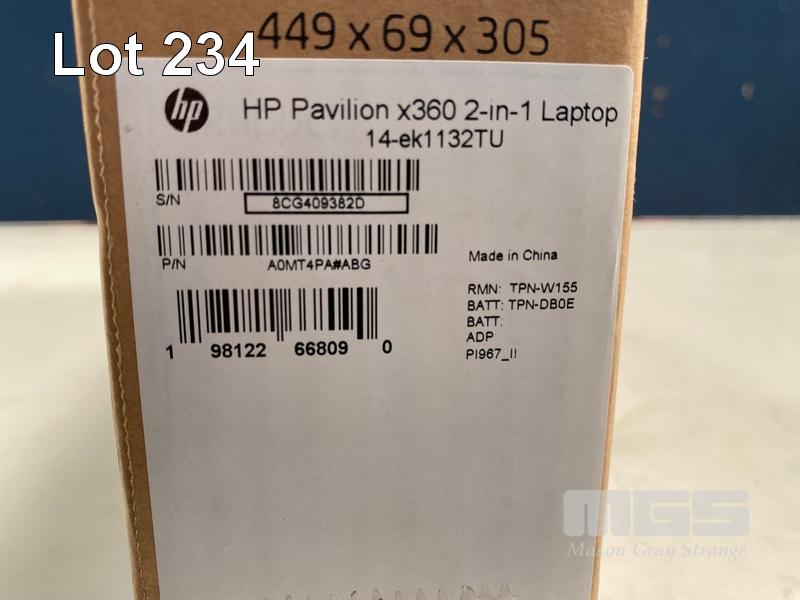 Lot 234
449 x 69 x 305
hp
HP Pavilion x360 2-in-1 Laptop
14-ek1132TU
S/N
8CG409382D
P/N
A0MT4PA#ABG
Made in China
RMN: TPN-W155
BATT: TPN-DB0E
BATT.
ADP
PI967_II
1 98122 66809 0
MGS
Mason Gray Strange